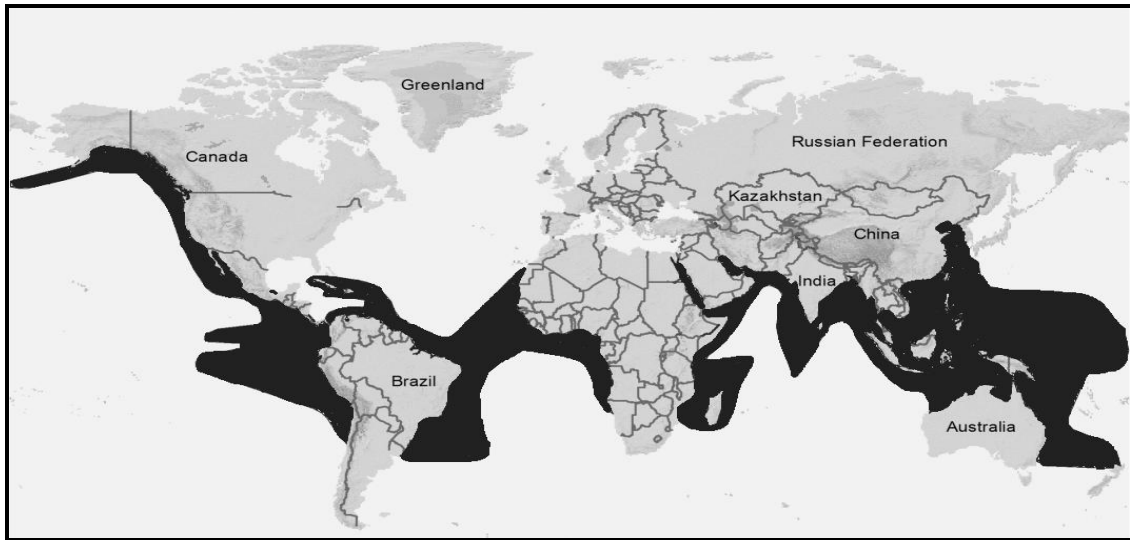 Greenland
Canada
Russian Federation
Kazakhstan
China
India
Brazil
Australia